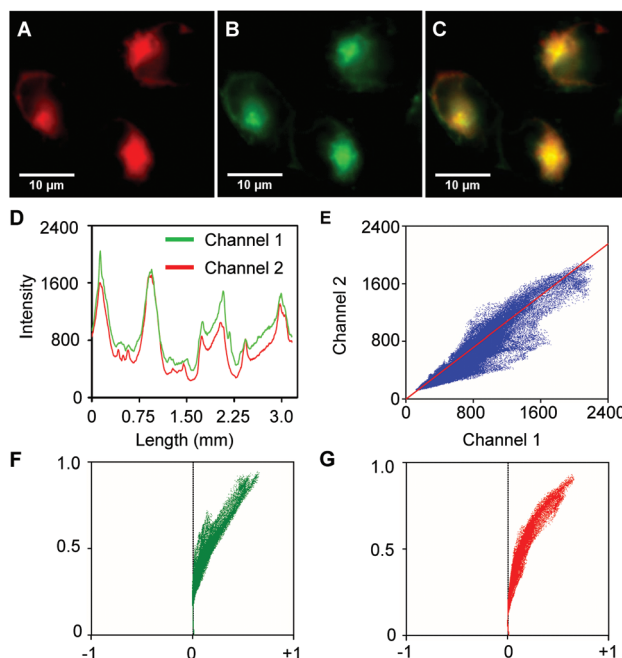 A
B
C
10 µm
10 µm
10 µm
D
2400
1600
800
0
Intensity
Channel 1
Channel 2
0
0.75
1.50
2.25
3.0
Length (mm)
E
2400
1600
800
0
Channel 2
0
800
1600
2400
Channel 1
F
1.0
0.5
0
-1
0
+1
G
1.0
0.5
0
-1
0
+1